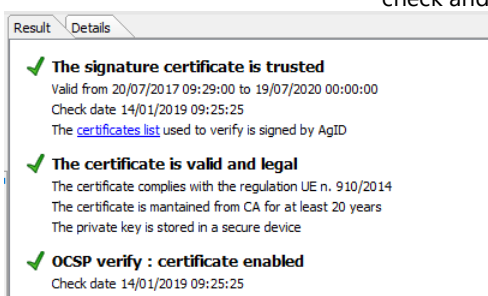 check and
Result Details
The signature certificate is trusted
Valid from 20/07/2017 09:29:00 to 19/07/2020 00:00:00
Check date 14/01/2019 09:25:25
The certificates list used to verify is signed by AgID
The certificate is valid and legal
The certificate complies with the regulation UE n. 910/2014
The certificate is mantained from CA for at least 20 years
The private key is stored in a secure device
OCSP verify : certificate enabled
Check date 14/01/2019 09:25:25